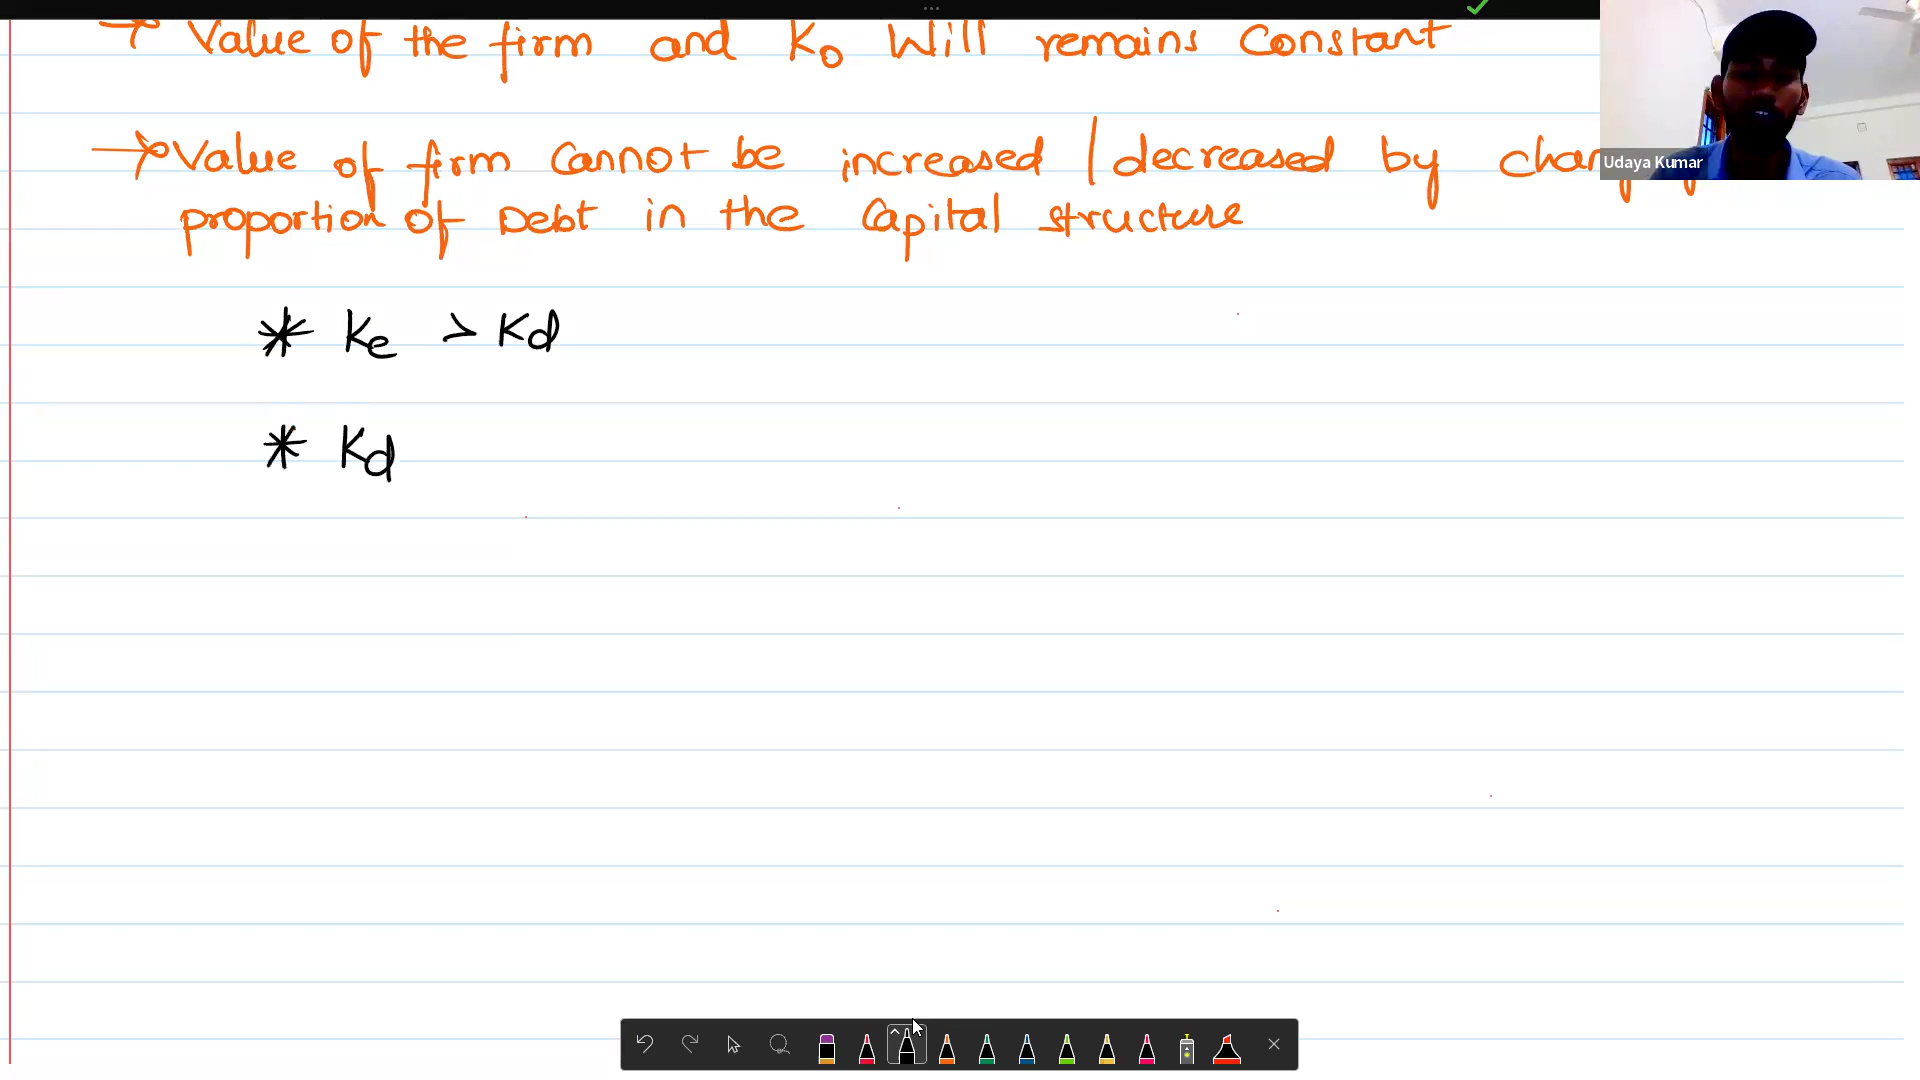 → Value of the firm and Ko Will remains Constant
→ Value of firm cannot be increased / decreased by
proportion of Debt in the Capital structure
Udaya Kumar
* Ke > Kd
* Kd